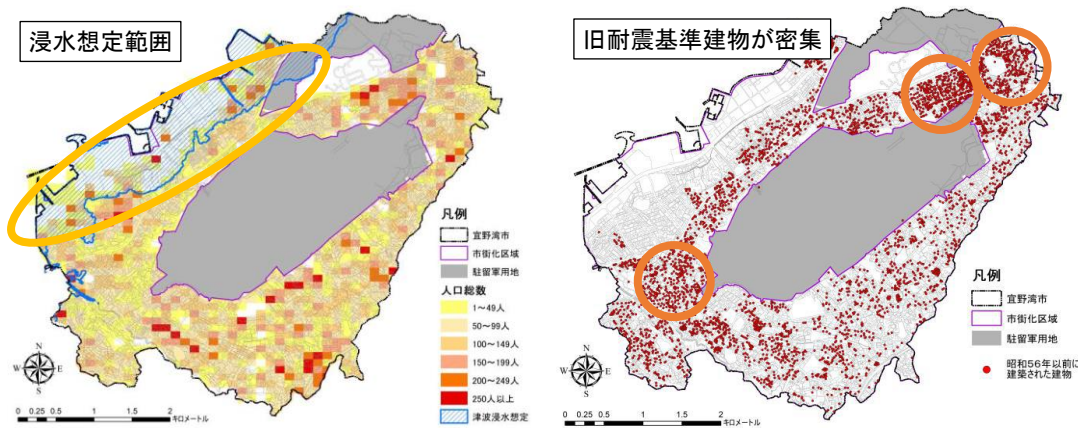 浸水想定範囲
凡例
宜野湾市
市街化区域
駐留軍用地
人口総数
1～49人
50～99人
100～149人
150～199人
200～249人
250人以上
津波浸水想定
N
W
E
S
0 0.25 0.5 1 1.5 2
キロメートル
旧耐震基準建物が密集
凡例
宜野湾市
市街化区域
駐留軍用地
昭和56年以前に
建築された建物
N
W
E
S
0 0.25 0.5 1 1.5 2
キロメートル